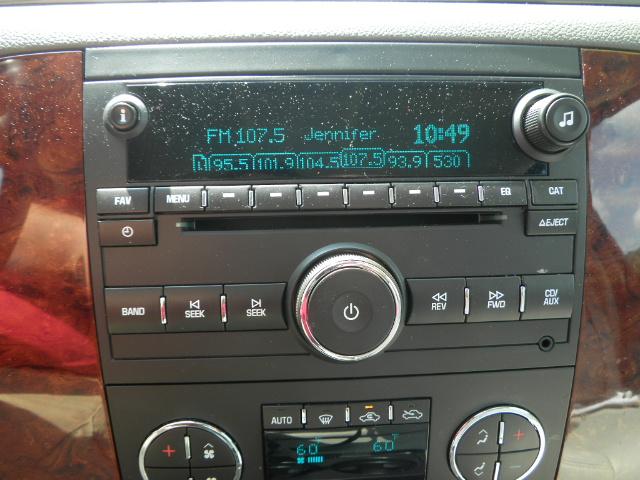 FM 107.5 Jennifer 10:49
1 95.5 101.9 104.5 107.5 93.9 530
FAV MENU EQ CAT
EJECT
BAND SEEK SEEK REV FWD CD/AUX
AUTO
60° 60°